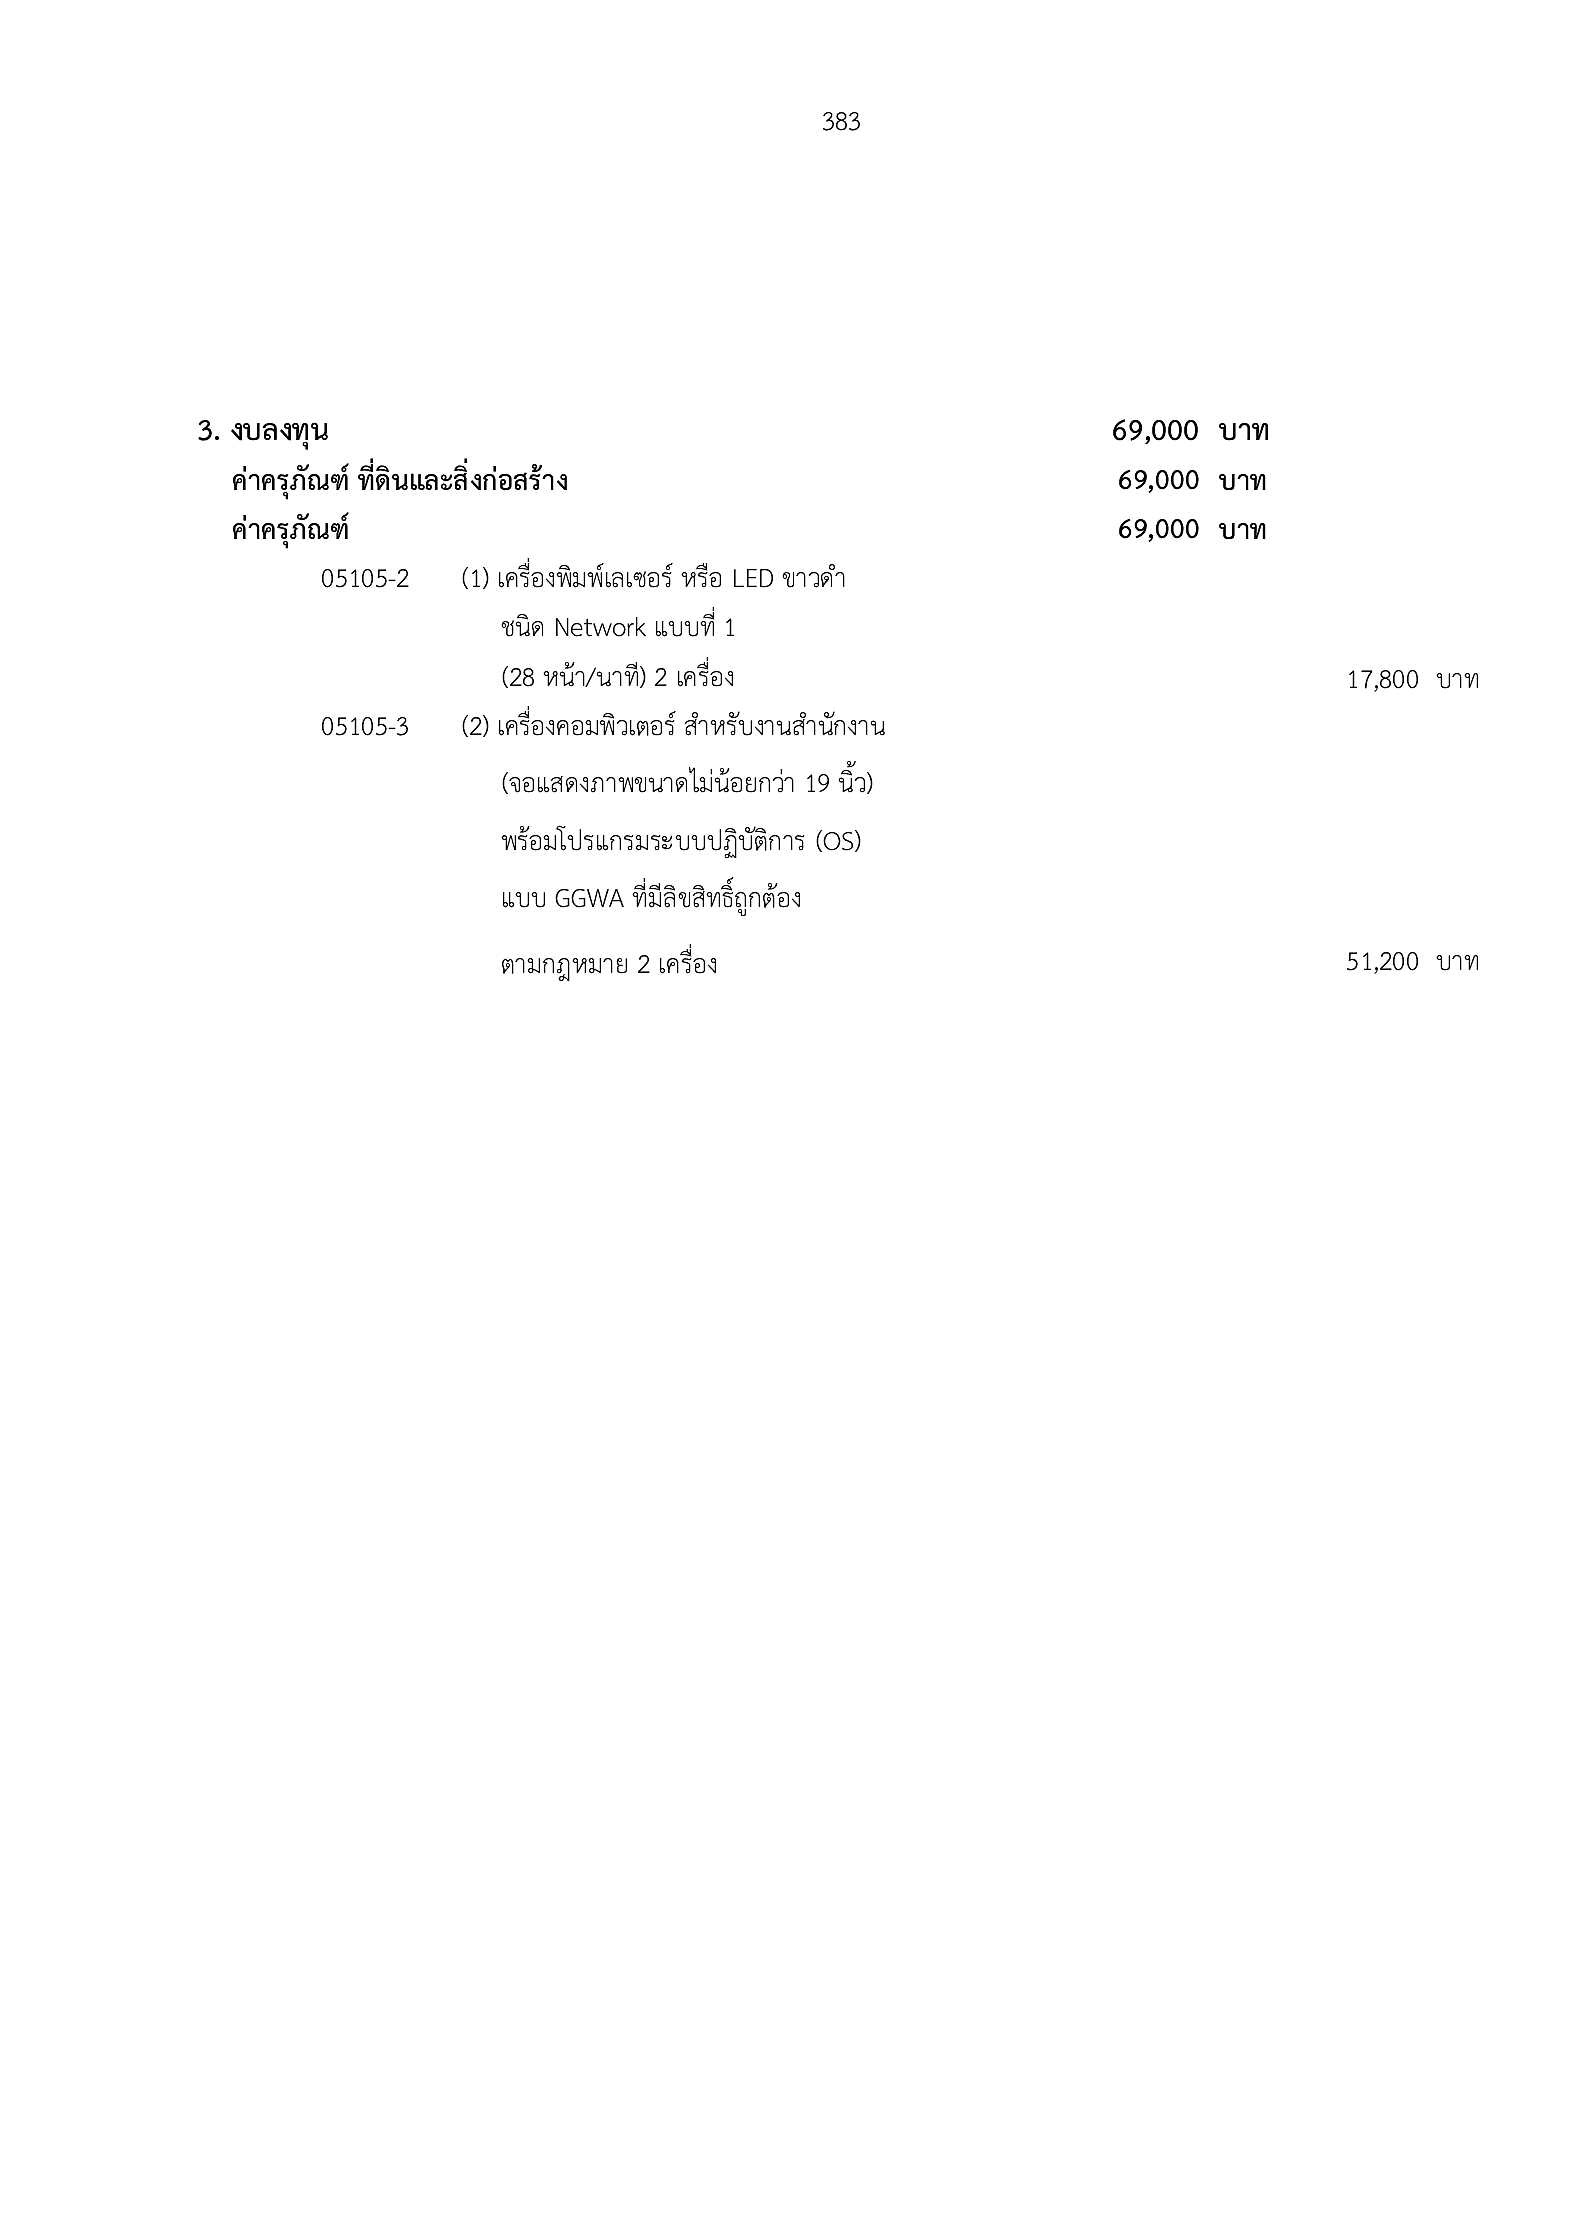 383
3. งบลงทุน 69,000 บาท
ค่าครุภัณฑ์ ที่ดินและสิ่งก่อสร้าง 69,000 บาท
ค่าครุภัณฑ์ 69,000 บาท
05105-2 (1) เครื่องพิมพ์เลเซอร์ หรือ LED ขาวดำ
ชนิด Network แบบที่ 1
(28 หน้า/นาที) 2 เครื่อง 17,800 บาท
05105-3 (2) เครื่องคอมพิวเตอร์ สำหรับงานสำนักงาน
(จอแสดงภาพขนาดไม่น้อยกว่า 19 นิ้ว)
พร้อมโปรแกรมระบบปฏิบัติการ (OS)
แบบ GGWA ที่มีลิขสิทธิ์ถูกต้อง
ตามกฎหมาย 2 เครื่อง 51,200 บาท